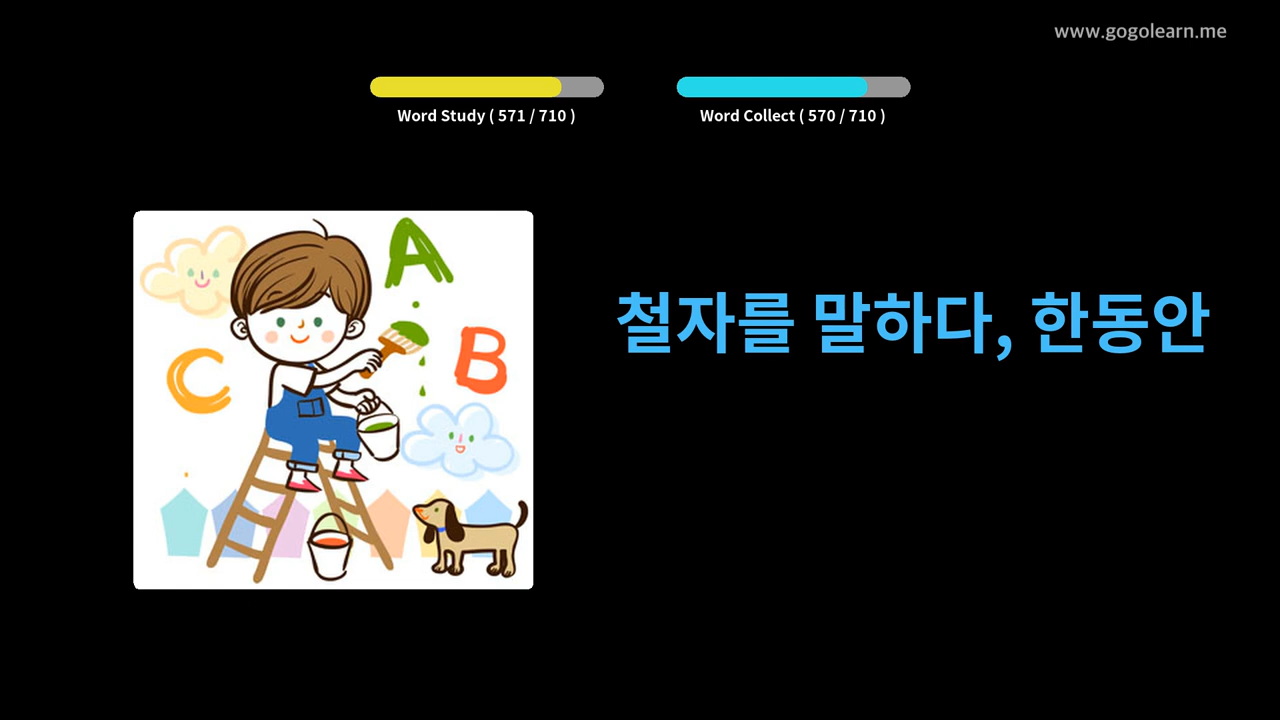 www.gogolearn.me
Word Study ( 571 / 710 )
Word Collect ( 570 / 710 )
A
B
C
철자를 말하다, 한동안